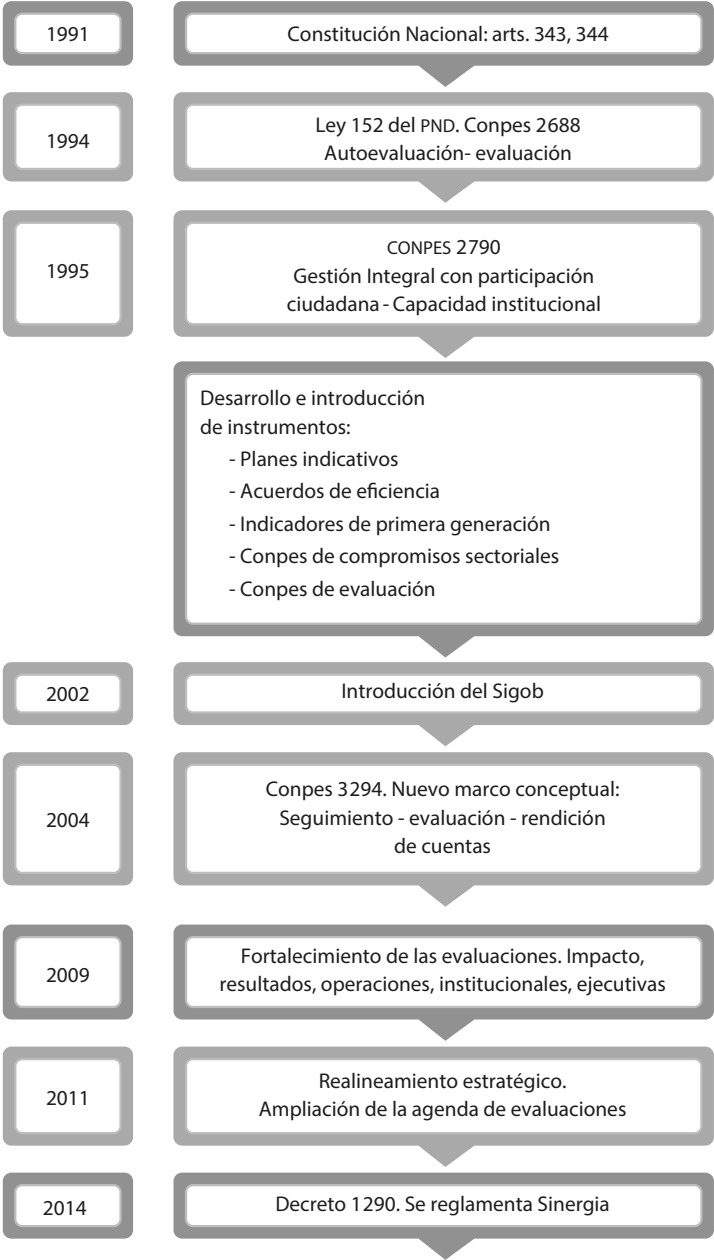 1991
Constitución Nacional: arts. 343, 344
1994
Ley 152 del PND. Conpes 2688
Autoevaluación- evaluación
1995
CONPES 2790
Gestión Integral con participación
ciudadana - Capacidad institucional
Desarrollo e introducción
de instrumentos:
- Planes indicativos
- Acuerdos de eficiencia
- Indicadores de primera generación
- Conpes de compromisos sectoriales
- Conpes de evaluación
2002
Introducción del Sigob
2004
Conpes 3294. Nuevo marco conceptual:
Seguimiento - evaluación - rendición
de cuentas
2009
Fortalecimiento de las evaluaciones. Impacto,
resultados, operaciones, institucionales, ejecutivas
2011
Realineamiento estratégico.
Ampliación de la agenda de evaluaciones
2014
Decreto 1290. Se reglamenta Sinergia